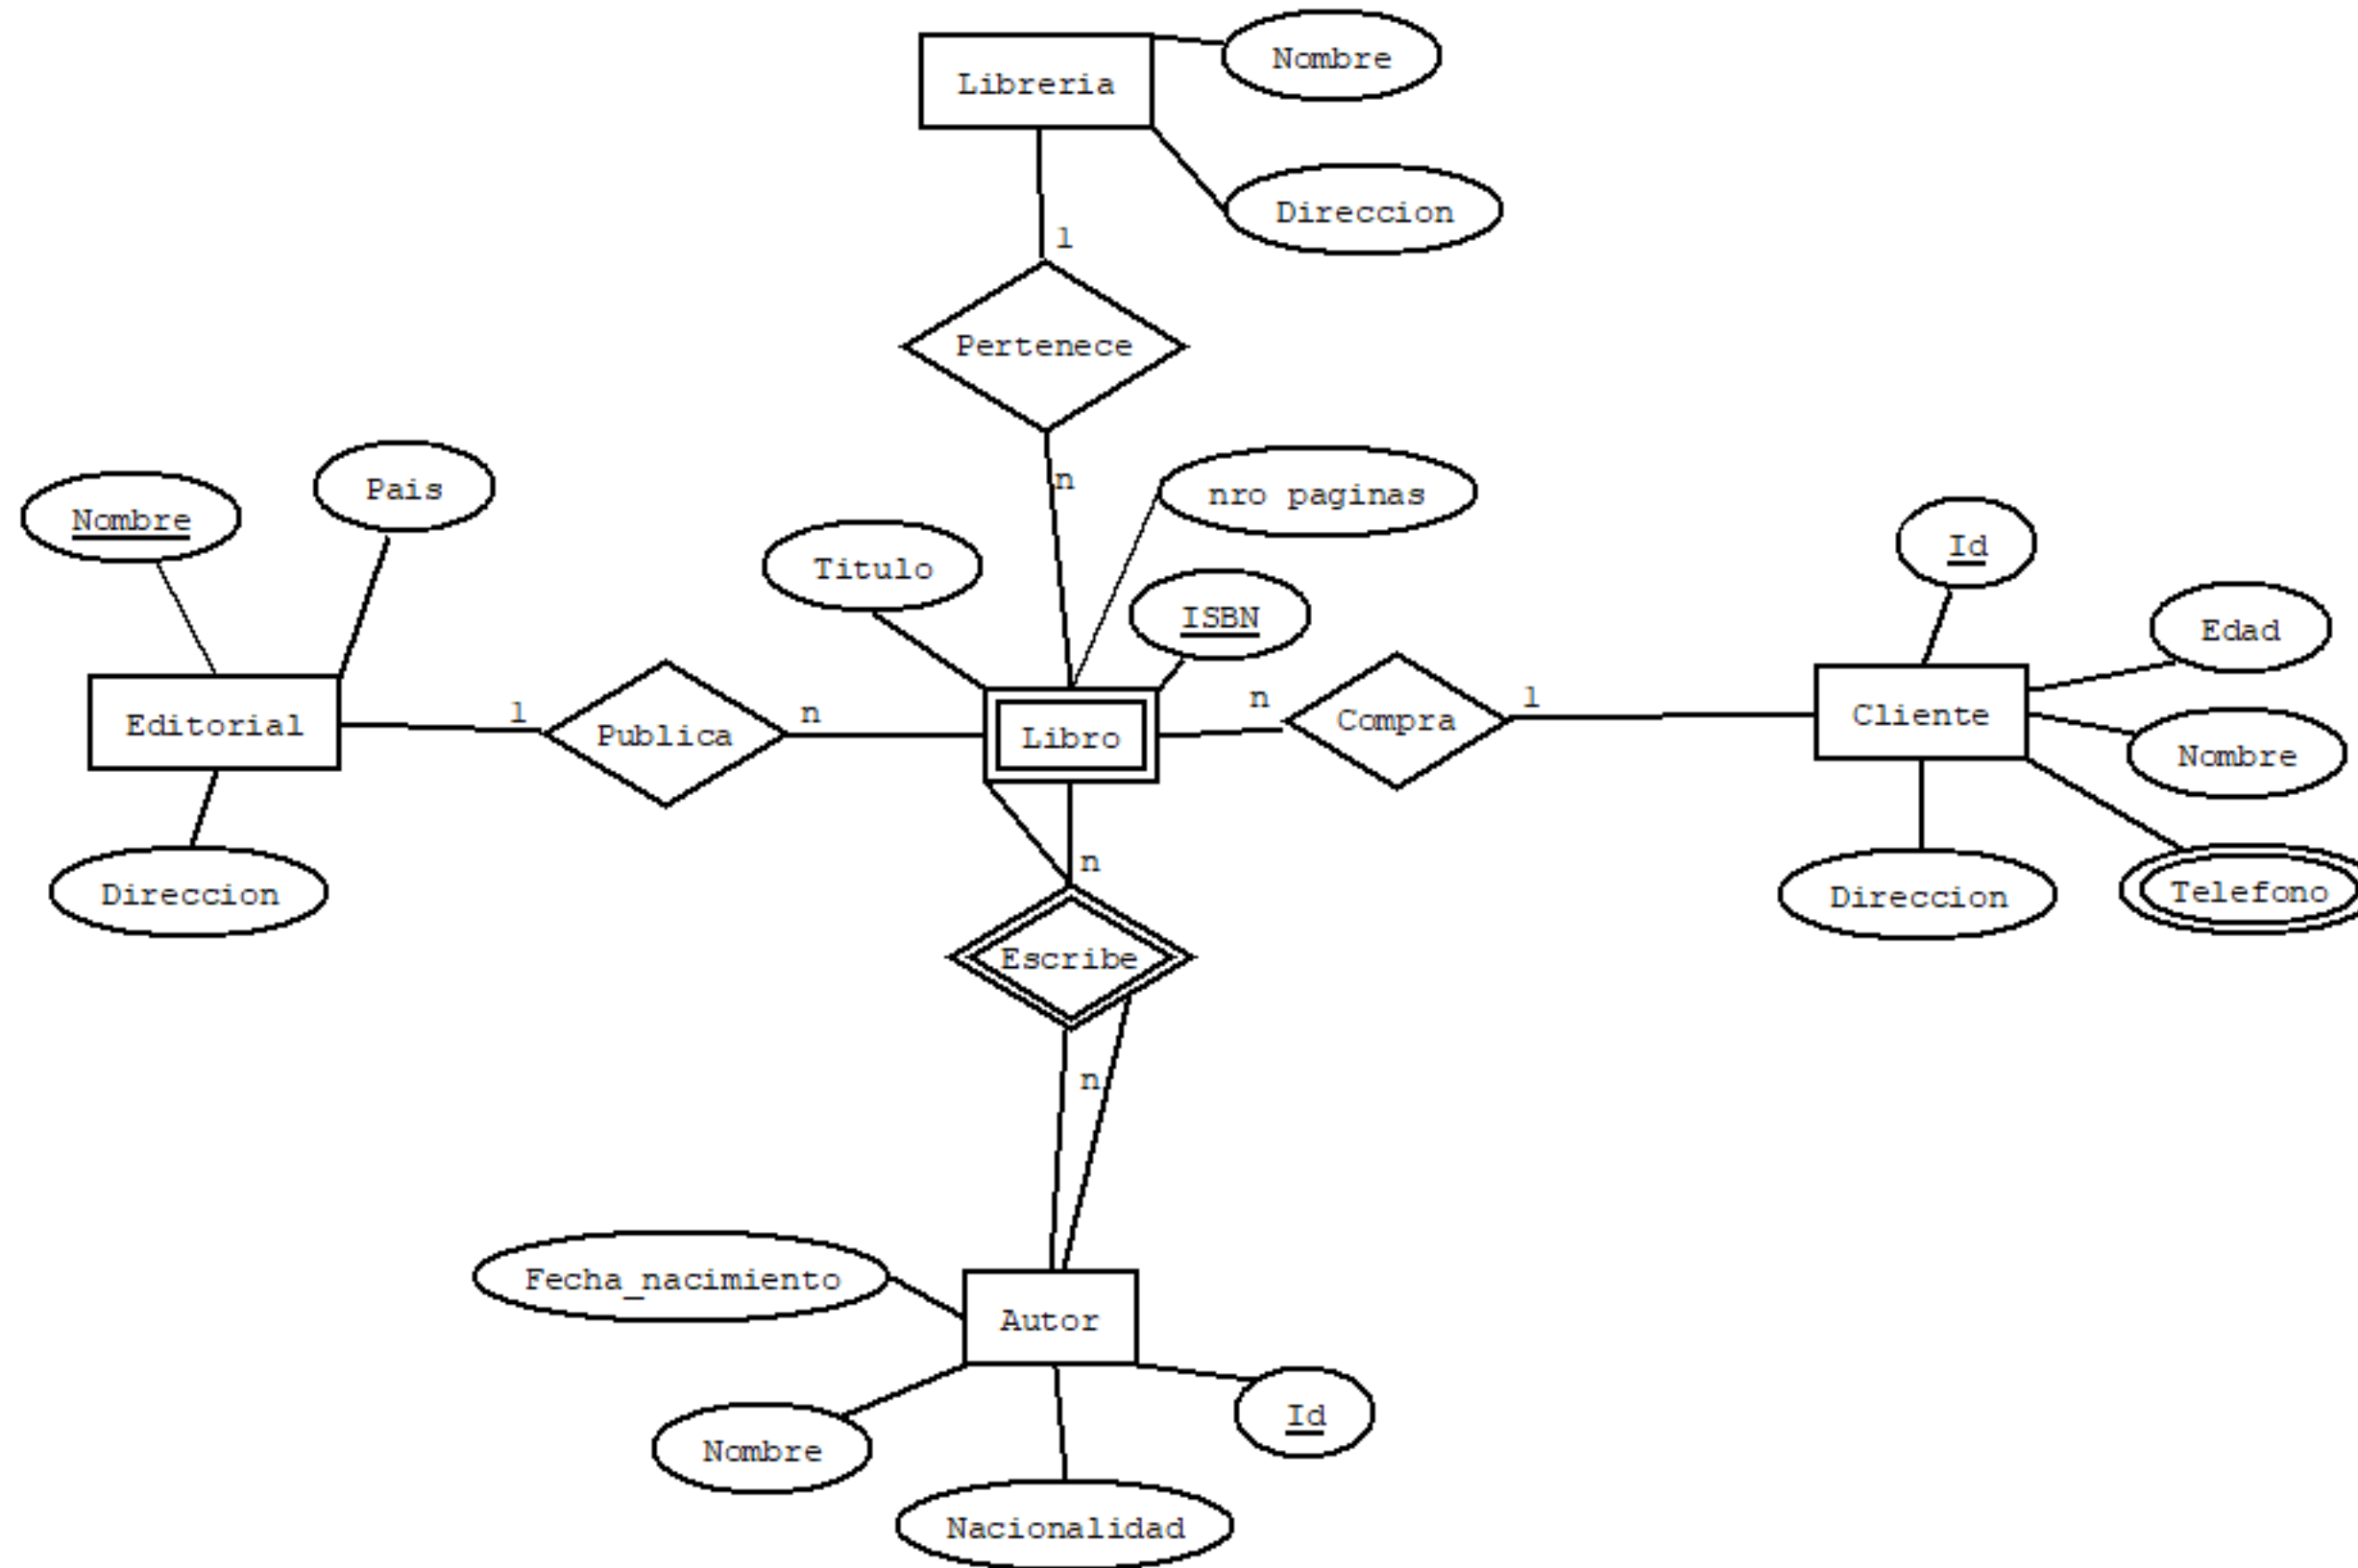 Nombre
Libreria
Direccion
1
Pertenece
n
nro paginas
Pais
Nombre
Titulo
ISBN
Id
Edad
Editorial
1
Publica
n
Libro
n
Compra
1
Cliente
Nombre
Direccion
n
Direccion
Telefono
Escribe
n
Fecha_nacimiento
Autor
Nombre
Id
Nacionalidad